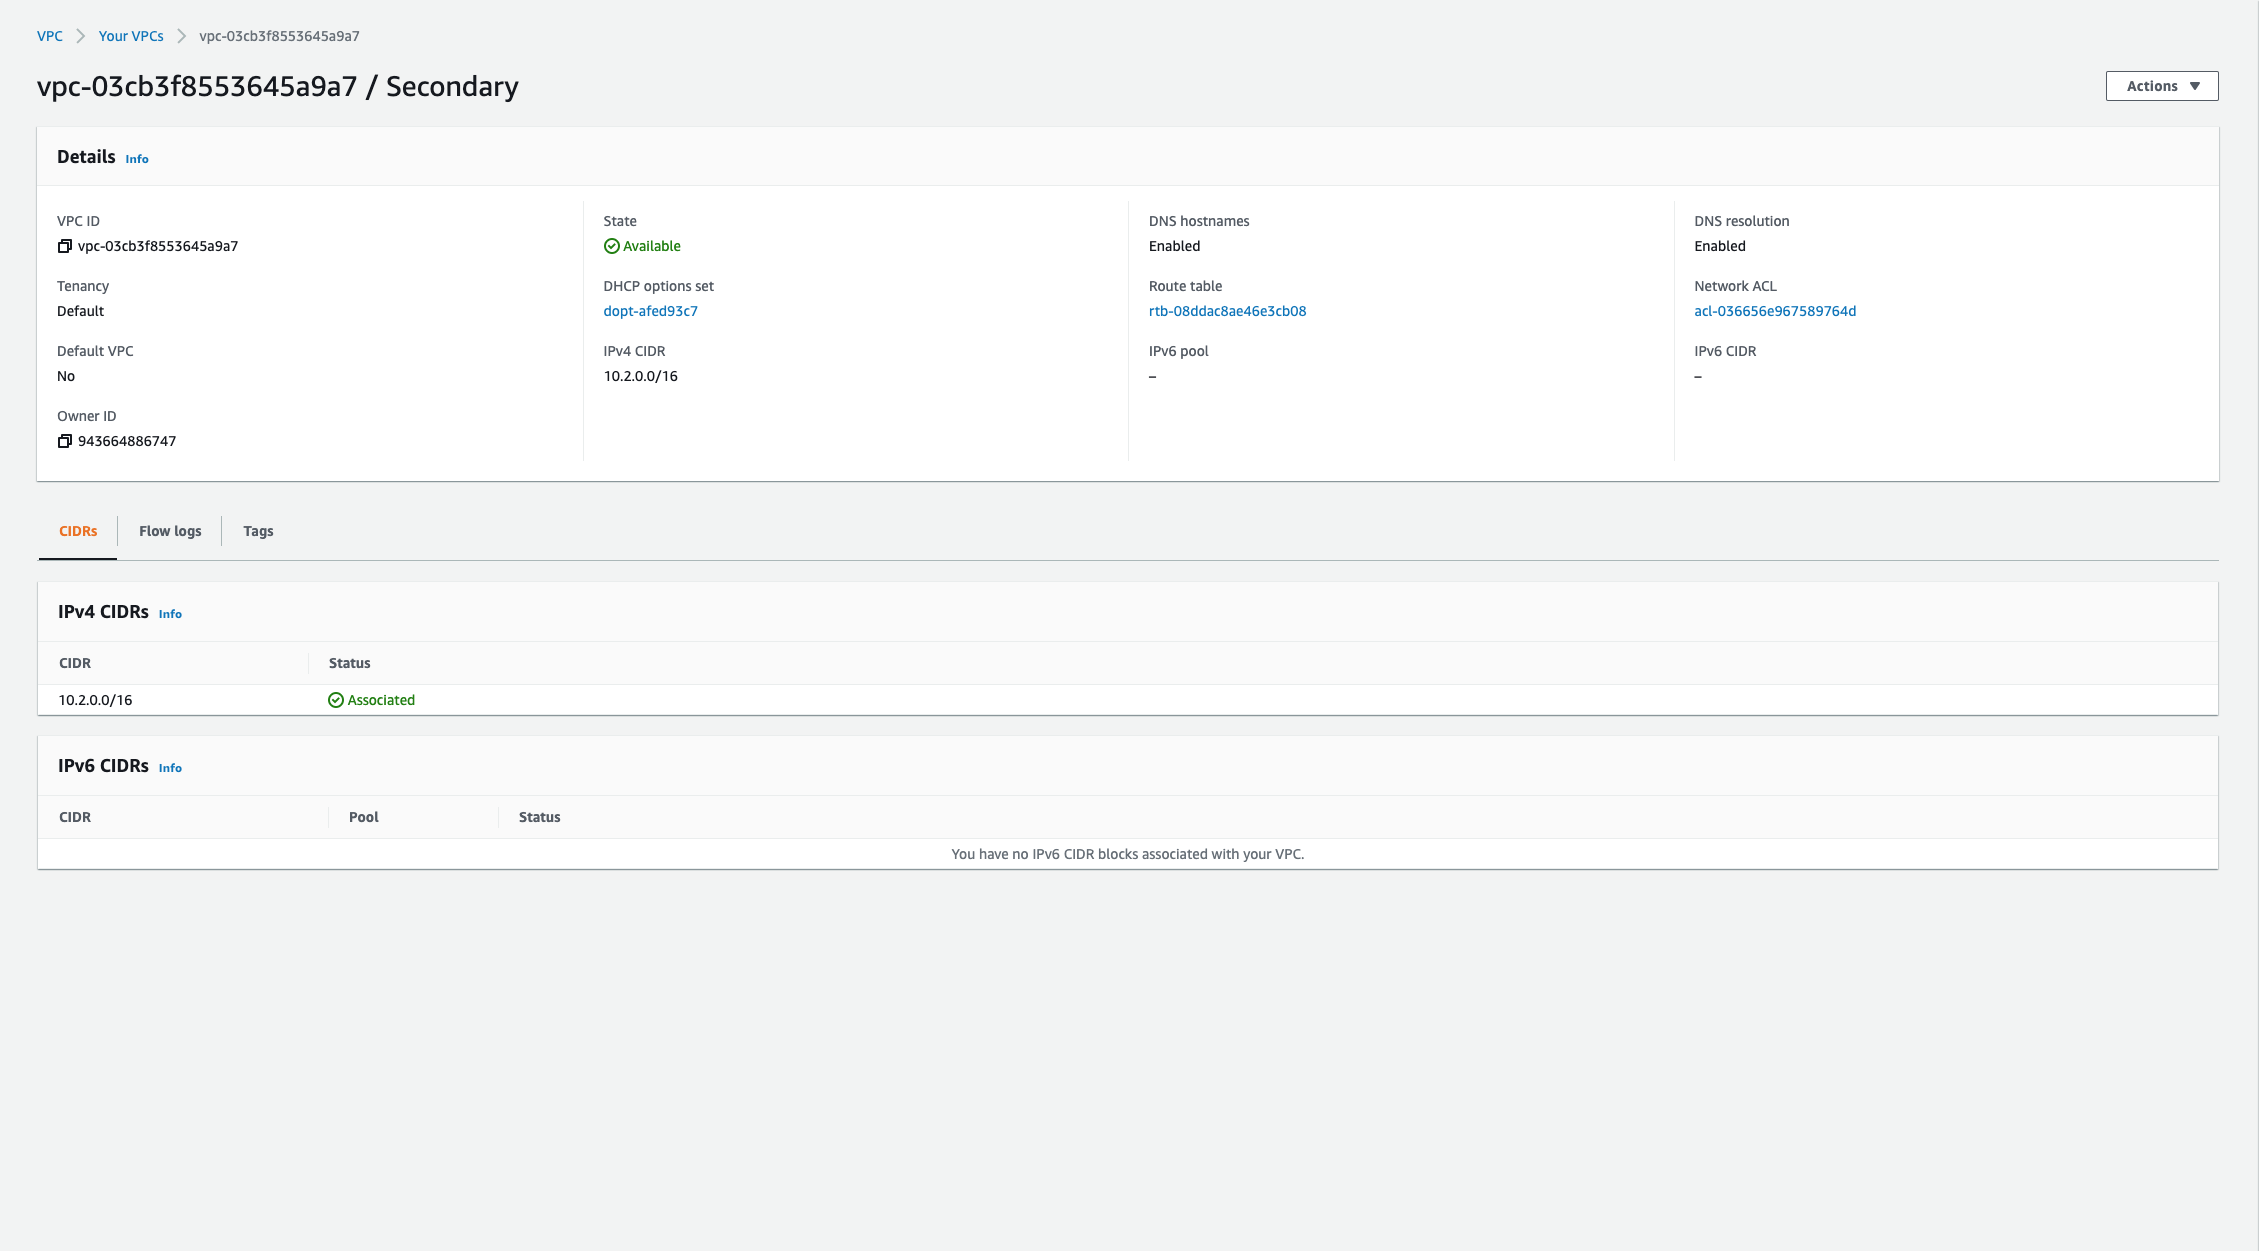 VPC > Your VPCs > vpc-03cb3f8553645a9a7
vpc-03cb3f8553645a9a7 / Secondary
Actions ▼
Details Info
VPC ID
vpc-03cb3f8553645a9a7
State
Available
DNS hostnames
Enabled
DNS resolution
Enabled
Tenancy
Default
DHCP options set
dopt-afed93c7
Route table
rtb-08ddac8ae46e3cb08
Network ACL
acl-036656e967589764d
Default VPC
No
IPv4 CIDR
10.2.0.0/16
IPv6 pool
–
IPv6 CIDR
–
Owner ID
943664886747
CIDRs Flow logs Tags
IPv4 CIDRs Info
CIDR Status
10.2.0.0/16 Associated
IPv6 CIDRs Info
CIDR Pool Status
You have no IPv6 CIDR blocks associated with your VPC.